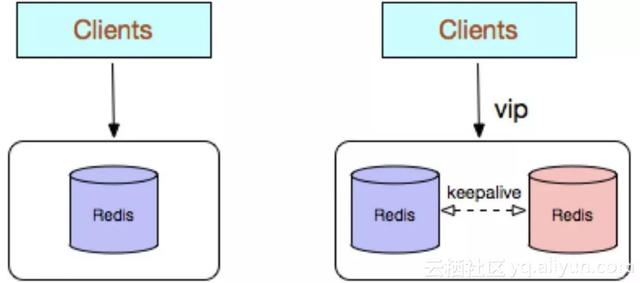 Clients
Clients
vip
keepalive
Redis
Redis
Redis
云栖社区 yq.aliyun.com